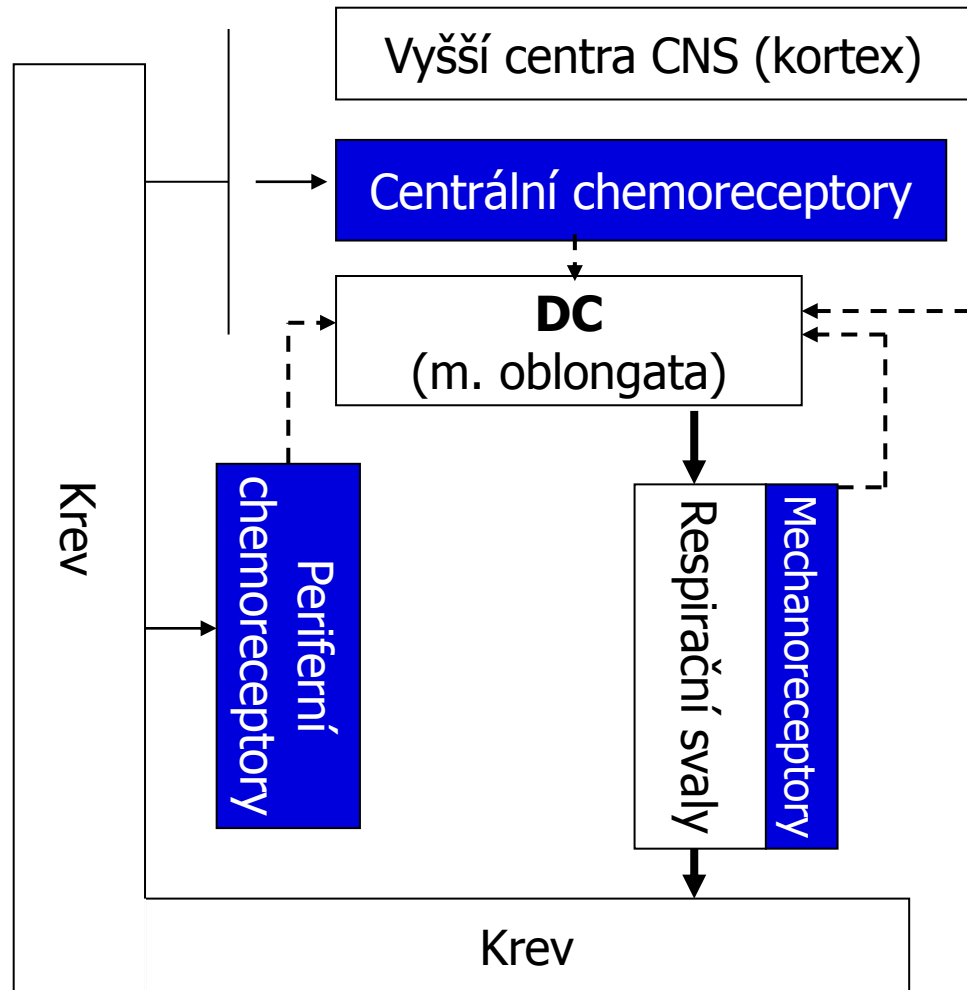 Vyšší centra CNS (kortex)
Centrální chemoreceptory
DC
(m. oblongata)
Krev
Periferní
chemoreceptory
Respirační svaly
Mechanoreceptory
Krev